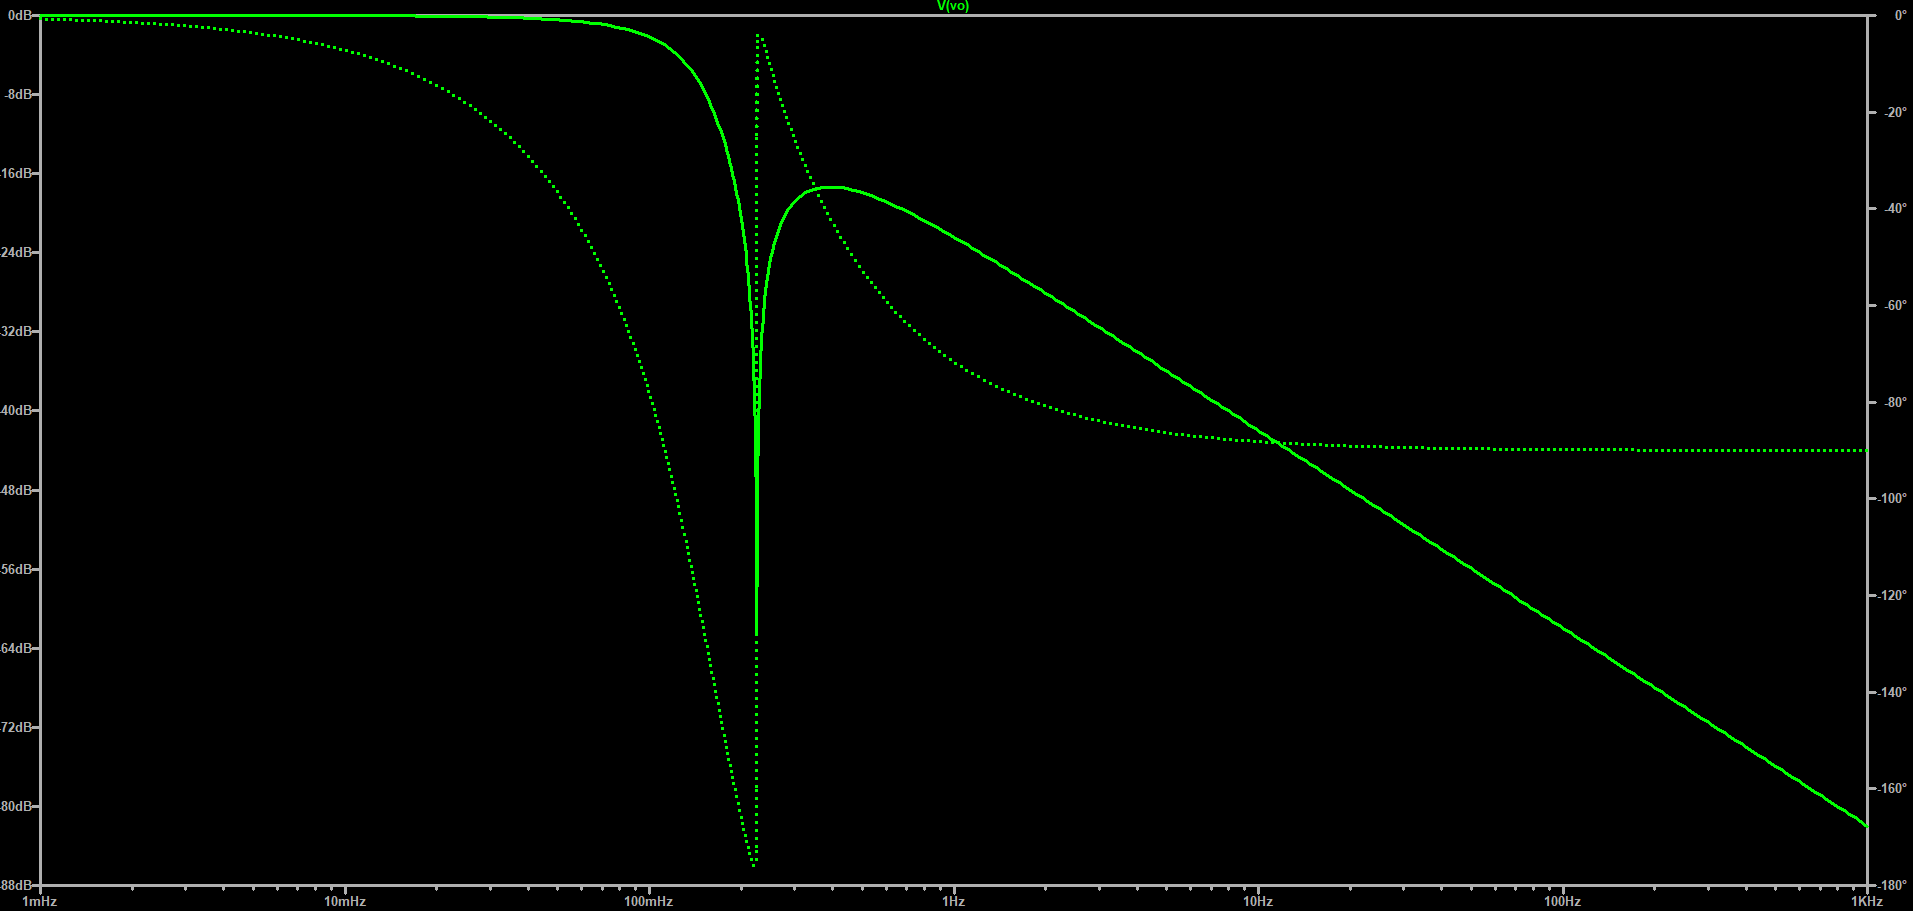 V(vo)
0dB
-8dB
-16dB
-24dB
-32dB
-40dB
-48dB
-56dB
-64dB
-72dB
-80dB
-88dB
0°
-20°
-40°
-60°
-80°
-100°
-120°
-140°
-160°
-180°
1mHz 10mHz 100mHz 1Hz 10Hz 100Hz 1KHz